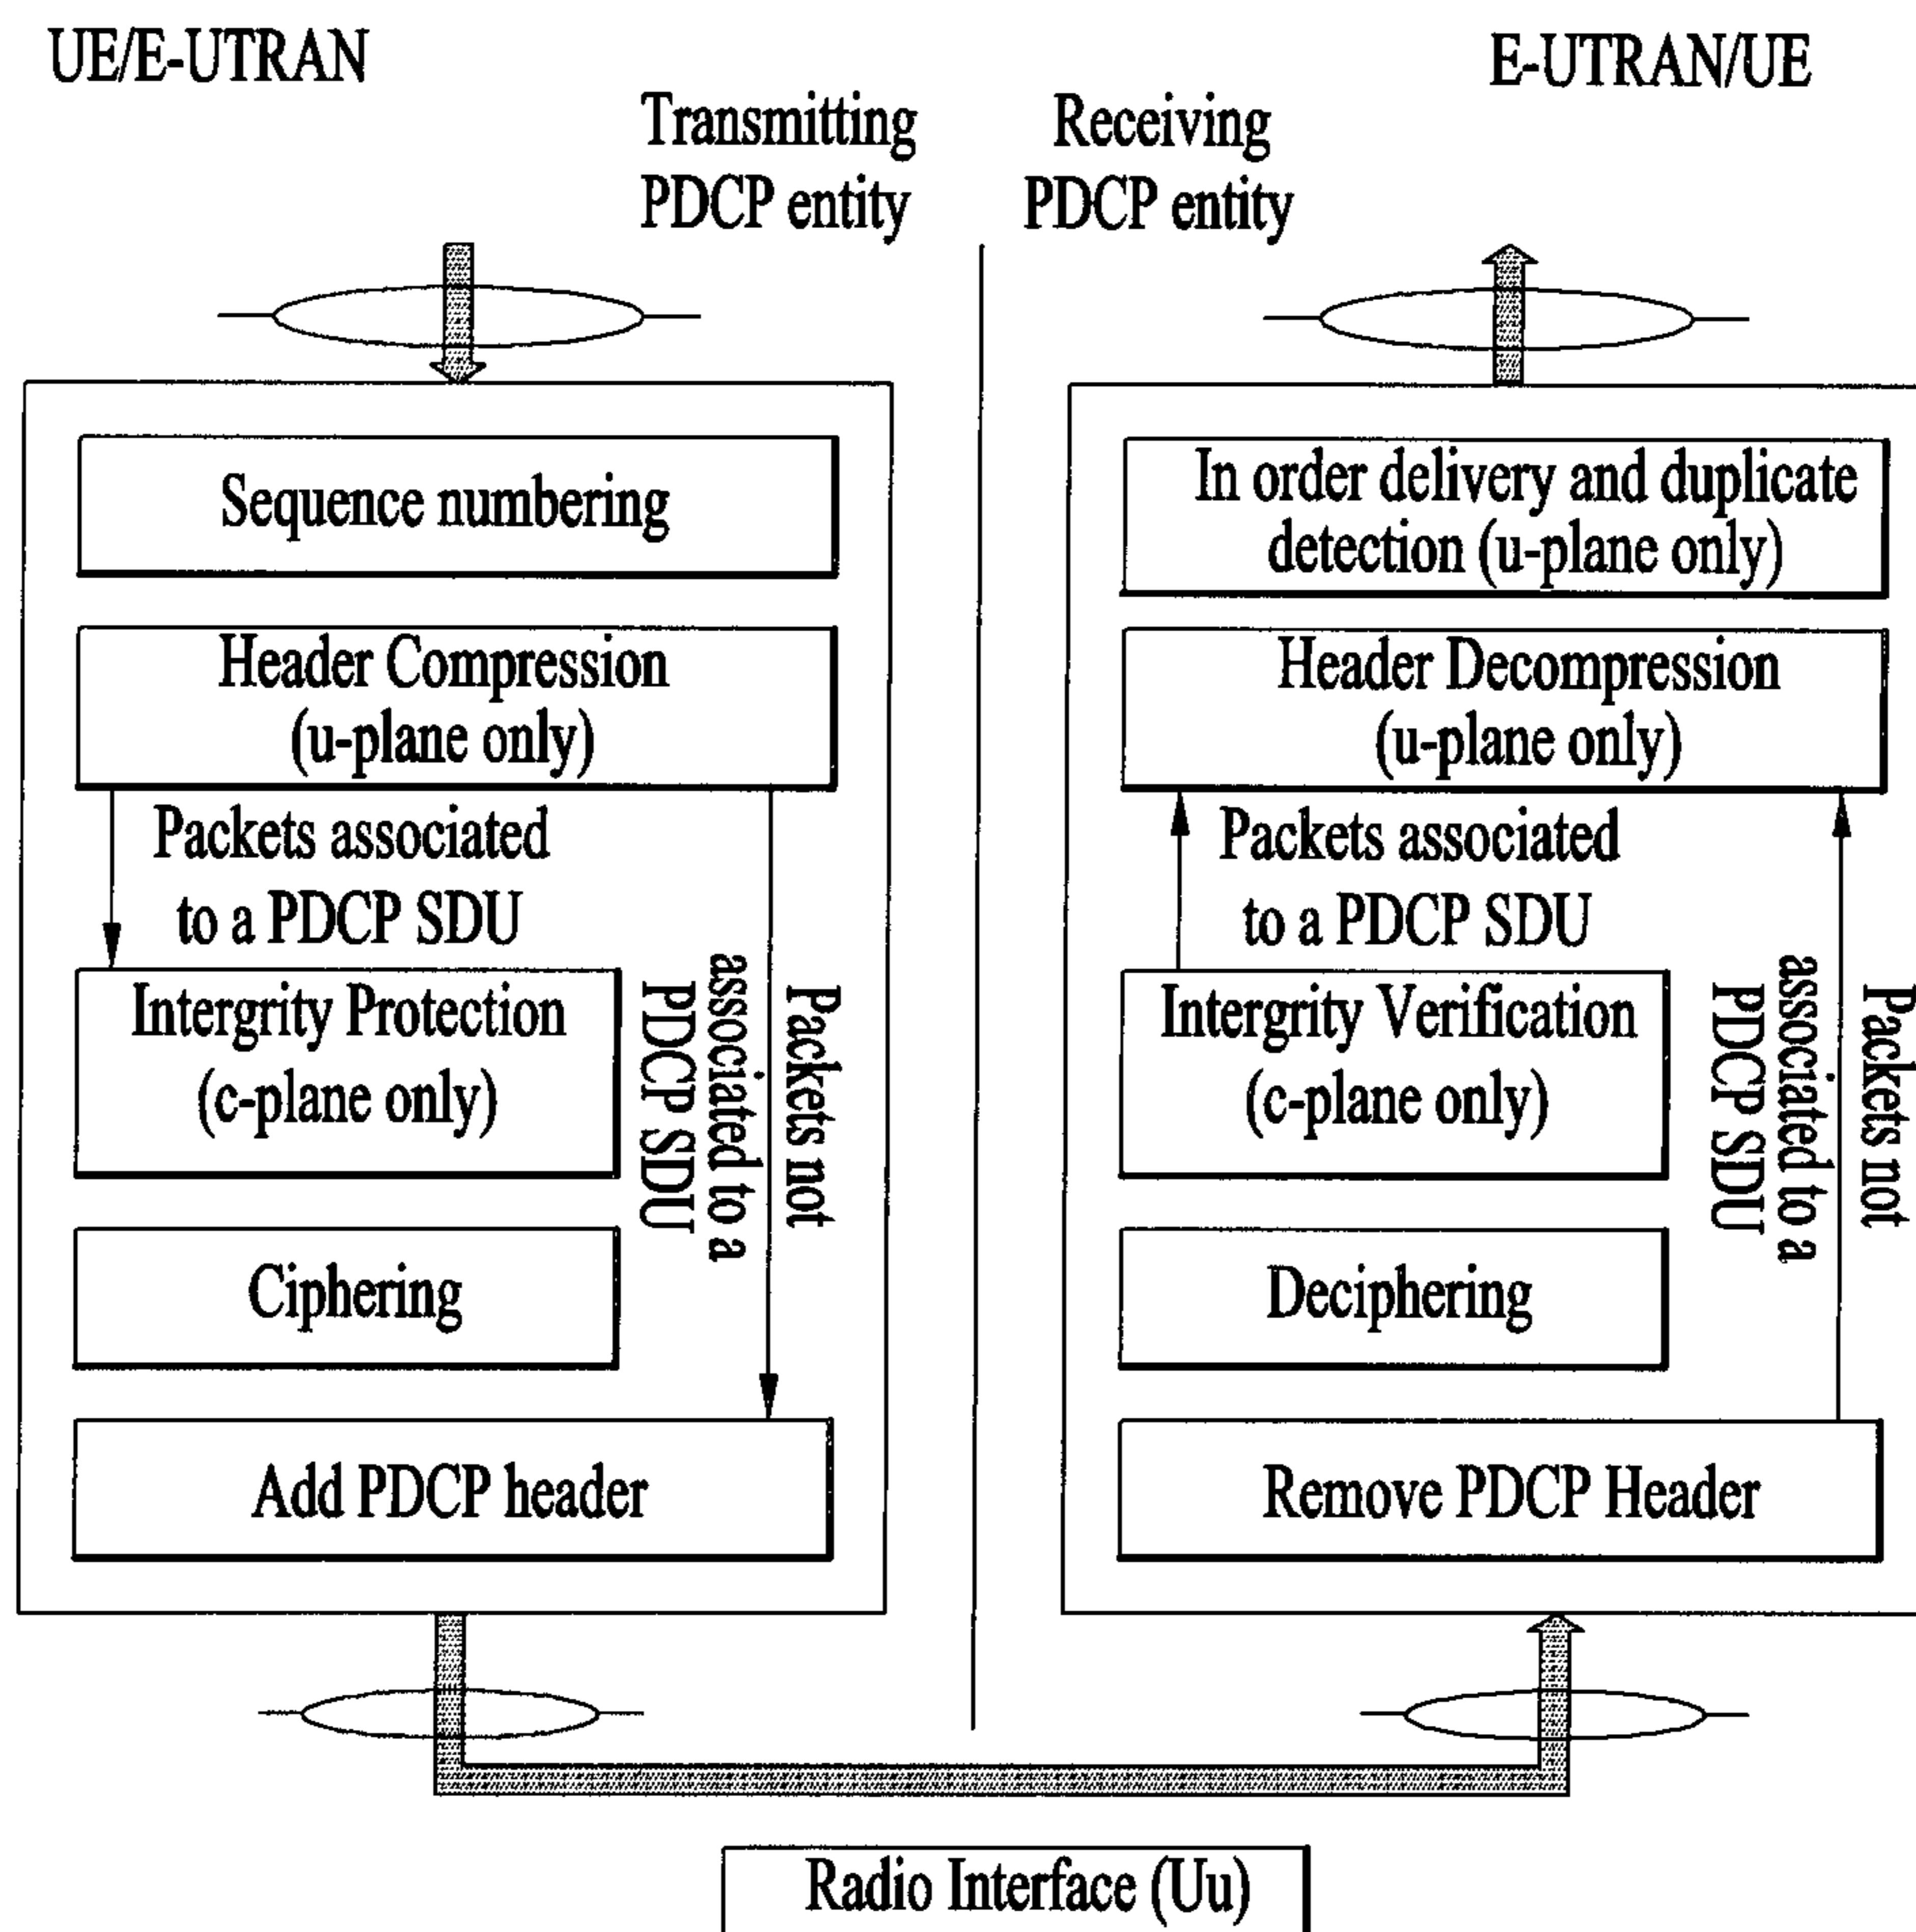 UE/E-UTRAN
E-UTRAN/UE
Transmitting
PDCP entity
Receiving
PDCP entity
Sequence numbering
Header Compression
(u-plane only)
Packets associated
to a PDCP SDU
Packets not
associated to a
PDCP SDU
Intergrity Protection
(c-plane only)
Ciphering
Add PDCP header
In order delivery and duplicate
detection (u-plane only)
Header Decompression
(u-plane only)
Packets associated
to a PDCP SDU
Packets not
associated to a
PDCP SDU
Intergrity Verification
(c-plane only)
Deciphering
Remove PDCP Header
Radio Interface (Uu)